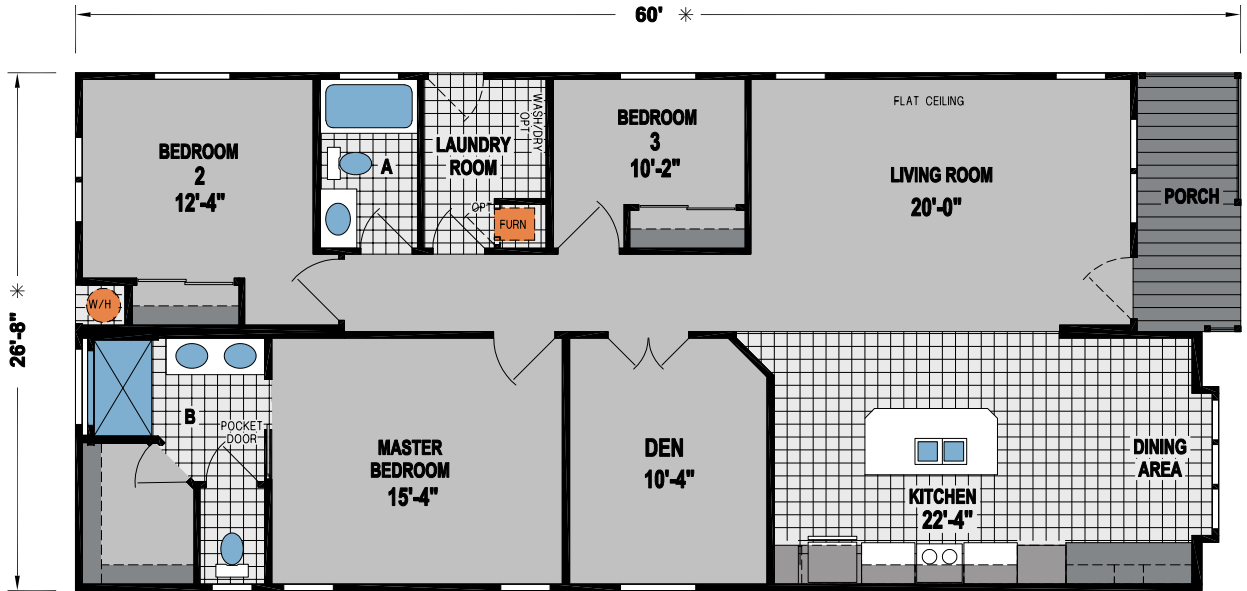 60' ✳
26'-8" ✳
BEDROOM
2
12'-4"
A
LAUNDRY
ROOM
WASH/DRY
OPT
OPT
FURN
BEDROOM
3
10'-2"
FLAT CEILING
LIVING ROOM
20'-0"
PORCH
W/H
B
POCKET
DOOR
MASTER
BEDROOM
15'-4"
DEN
10'-4"
KITCHEN
22'-4"
DINING
AREA